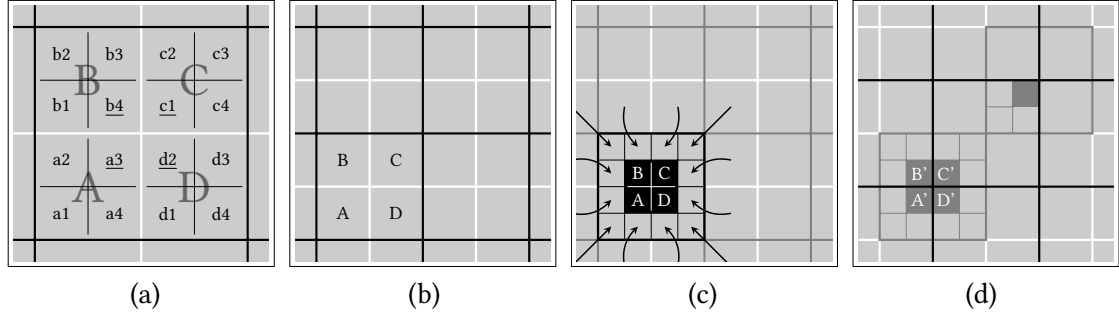 b2 b3 c2 c3
B C
b1 b4 c1 c4
a2 a3 d2 d3
A D
a1 a4 d1 d4
(a)
B C
A D
(b)
B C
A D
(c)
B' C'
A' D'
(d)